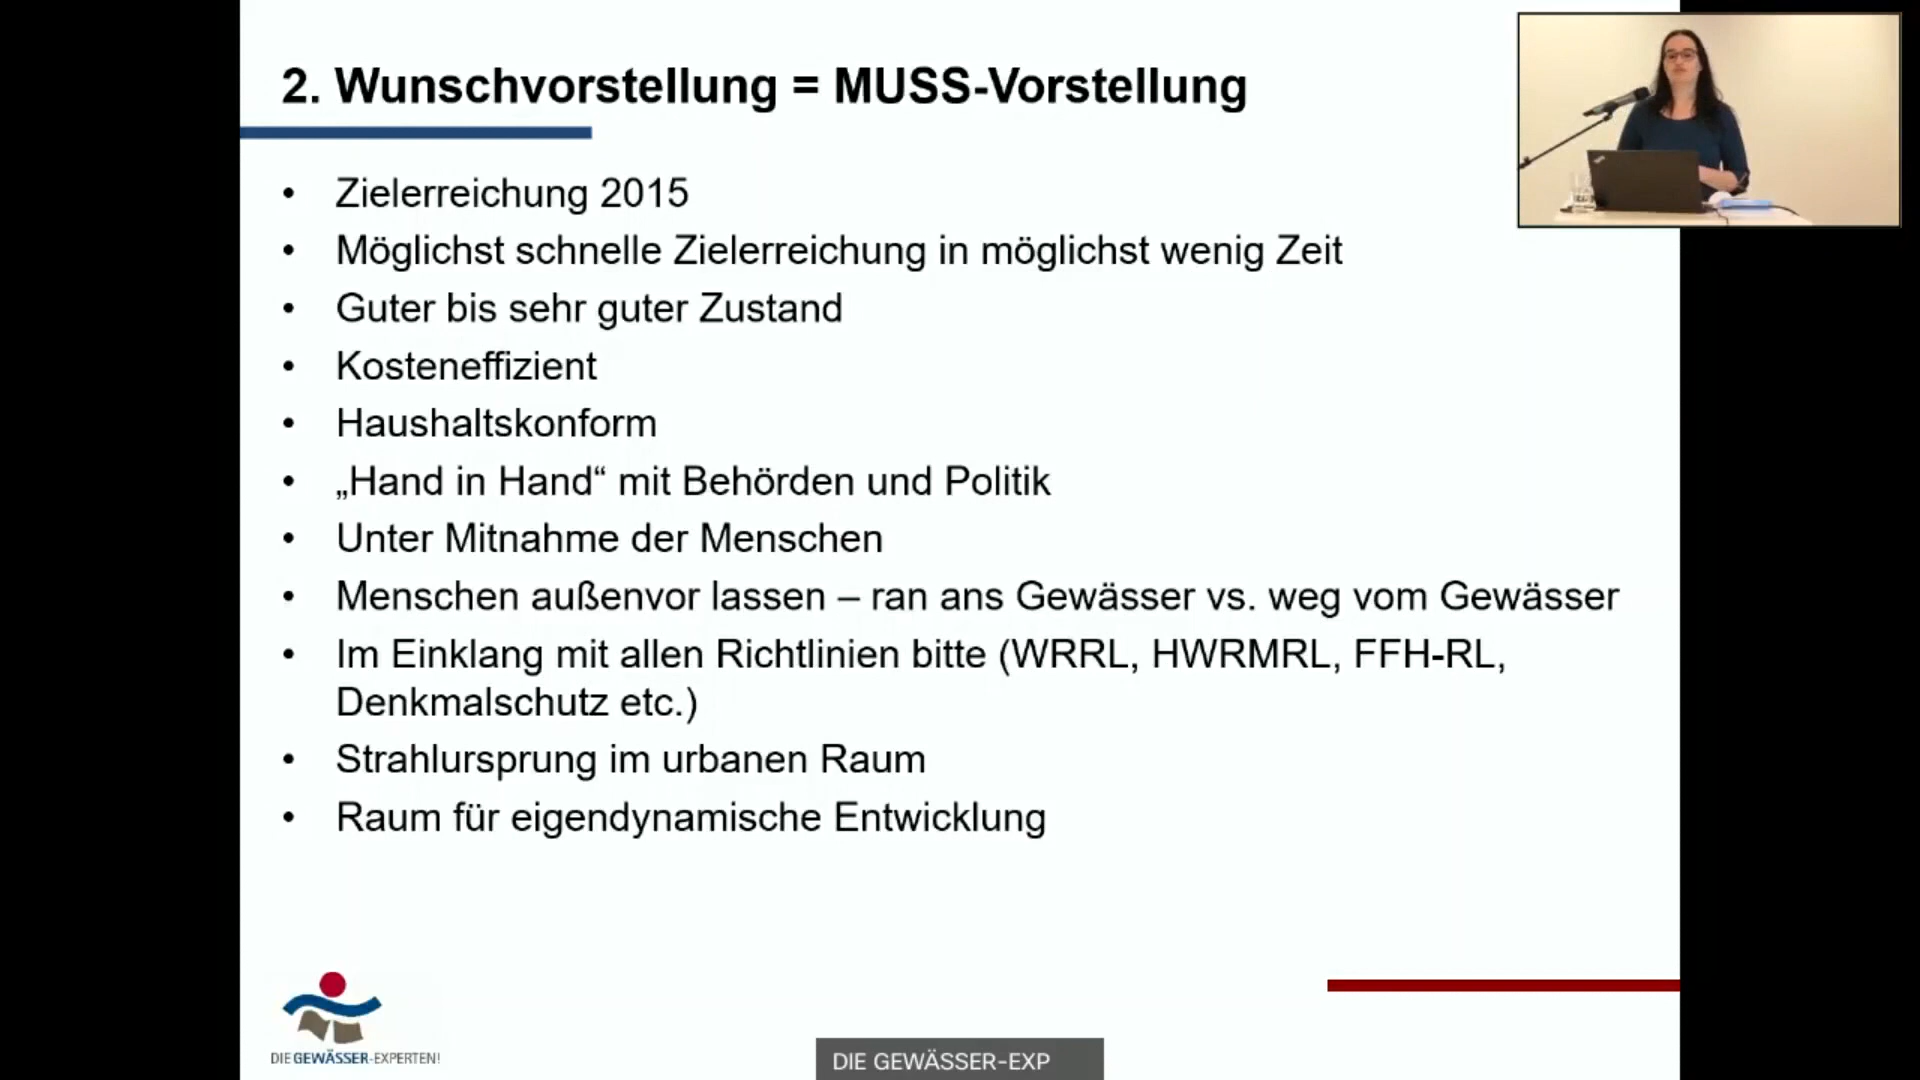 2. Wunschvorstellung = MUSS-Vorstellung
• Zielerreichung 2015
• Möglichst schnelle Zielerreichung in möglichst wenig Zeit
• Guter bis sehr guter Zustand
• Kosteneffizient
• Haushaltskonform
• „Hand in Hand“ mit Behörden und Politik
• Unter Mitnahme der Menschen
• Menschen außenvor lassen – ran ans Gewässer vs. weg vom Gewässer
• Im Einklang mit allen Richtlinien bitte (WRRL, HWRMRL, FFH-RL,
Denkmalschutz etc.)
• Strahlursprung im urbanen Raum
• Raum für eigendynamische Entwicklung
DIE GEWÄSSER-EXPERTEN!
DIE GEWÄSSER-EXP